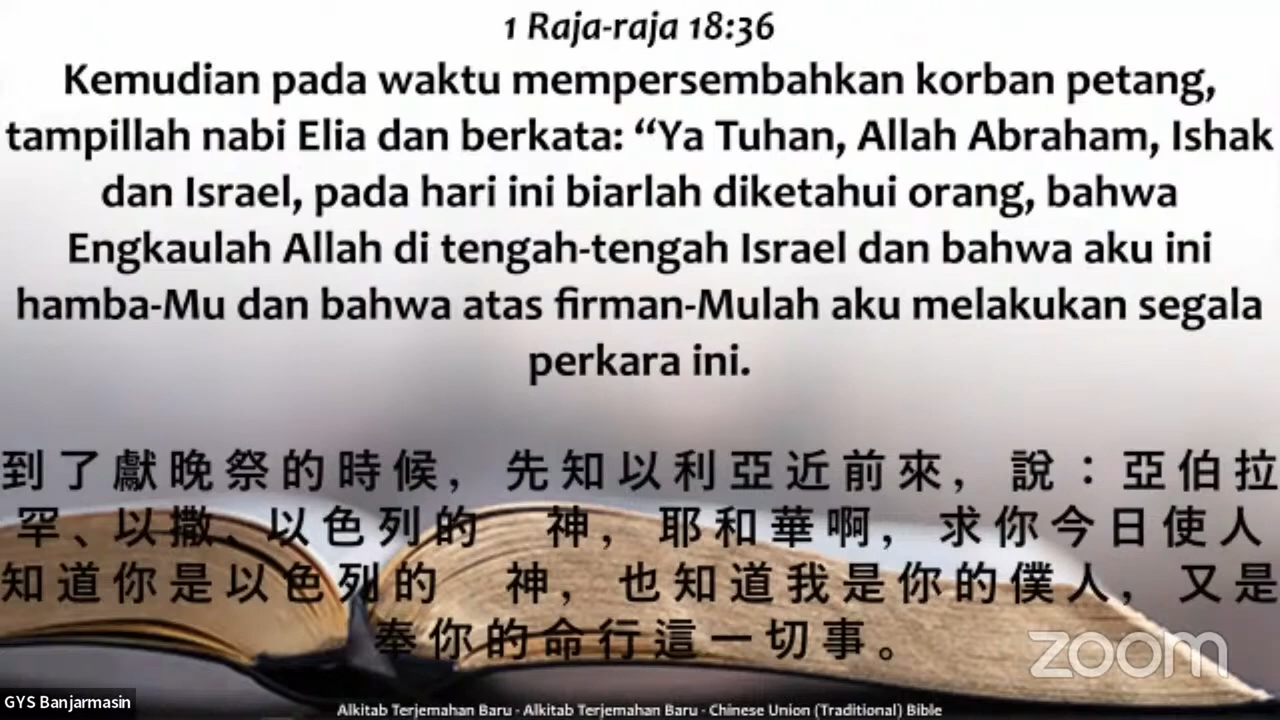 1 Raja-raja 18:36
Kemudian pada waktu mempersembahkan korban petang,
tampillah nabi Elia dan berkata: “Ya Tuhan, Allah Abraham, Ishak
dan Israel, pada hari ini biarlah diketahui orang, bahwa
Engkaulah Allah di tengah-tengah Israel dan bahwa aku ini
hamba-Mu dan bahwa atas firman-Mulah aku melakukan segala
perkara ini.
到了獻晚祭的時候，先知以利亞近前來，說：亞伯拉
罕、以撒、以色列的　神，耶和華啊，求你今日使人
知道你是以色列的　神，也知道我是你的僕人，又是
奉你的命行這一切事。
zoom
GYS Banjarmasin
Alkitab Terjemahan Baru - Alkitab Terjemahan Baru - Chinese Union (Traditional) Bible